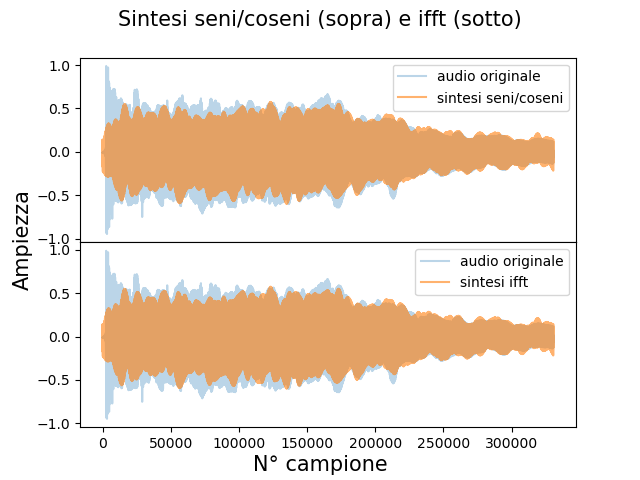 Sintesi seni/coseni (sopra) e ifft (sotto)
1.0
0.5
0.0
−0.5
−1.0
audio originale
sintesi seni/coseni
Ampiezza
1.0
0.5
0.0
−0.5
−1.0
audio originale
sintesi ifft
0 50000 100000 150000 200000 250000 300000
N° campione